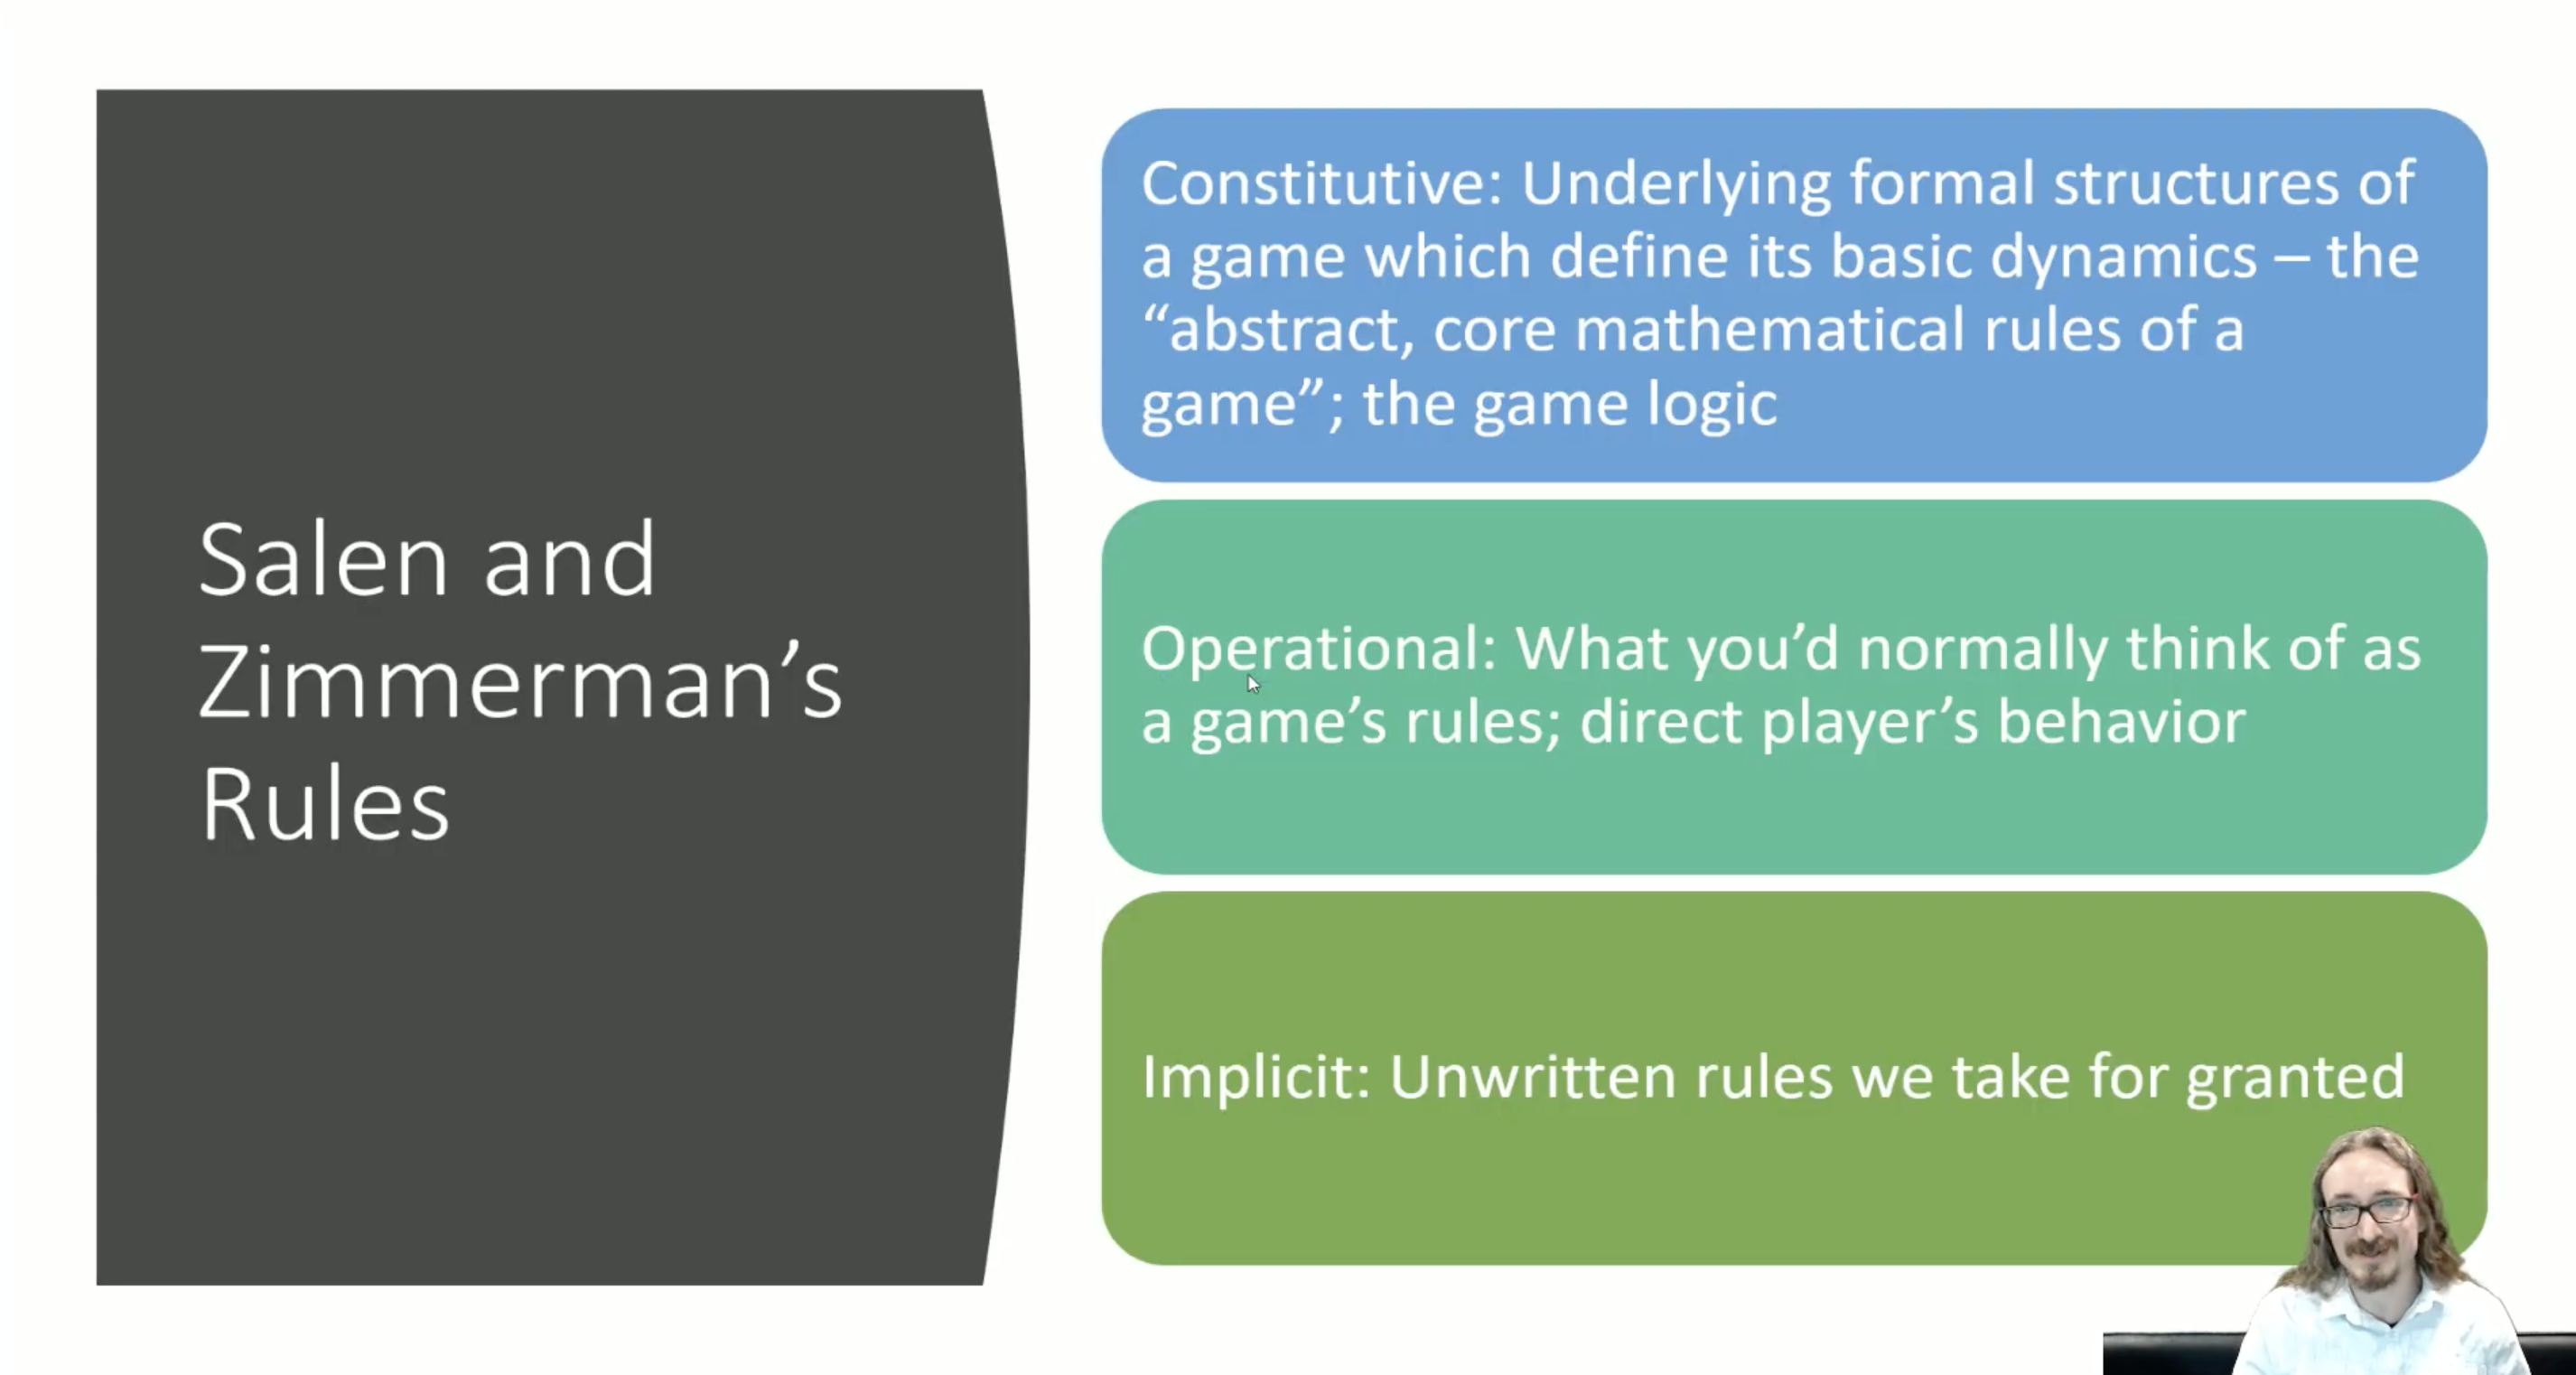 Salen and
Zimmerman’s
Rules
Constitutive: Underlying formal structures of
a game which define its basic dynamics – the
“abstract, core mathematical rules of a
game”; the game logic
Operational: What you’d normally think of as
a game’s rules; direct player’s behavior
Implicit: Unwritten rules we take for granted